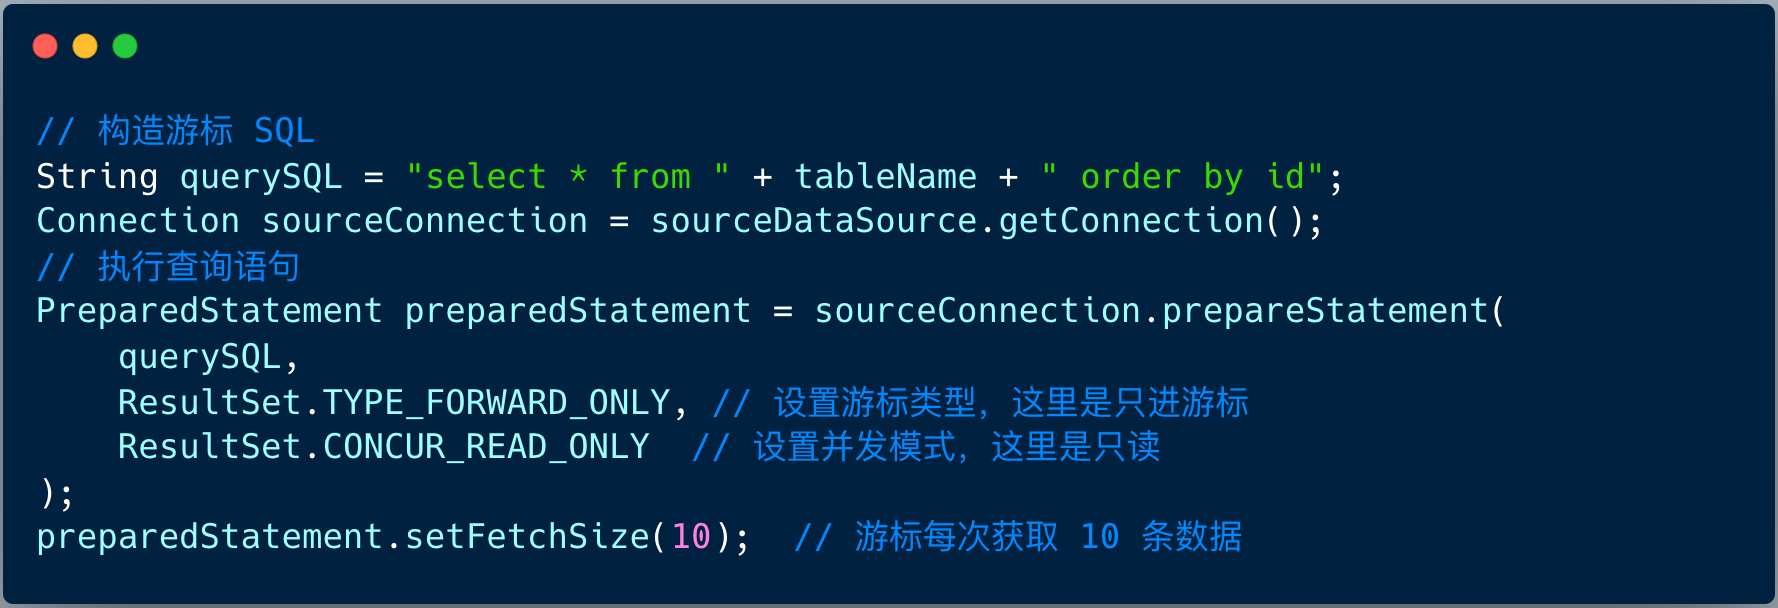 // 构造游标 SQL
String querySQL = "select * from " + tableName + " order by id";
Connection sourceConnection = sourceDataSource.getConnection();
// 执行查询语句
PreparedStatement preparedStatement = sourceConnection.prepareStatement(
    querySQL,
    ResultSet.TYPE_FORWARD_ONLY, // 设置游标类型，这里是只进游标
    ResultSet.CONCUR_READ_ONLY  // 设置并发模式，这里是只读
);
preparedStatement.setFetchSize(10);  // 游标每次获取 10 条数据